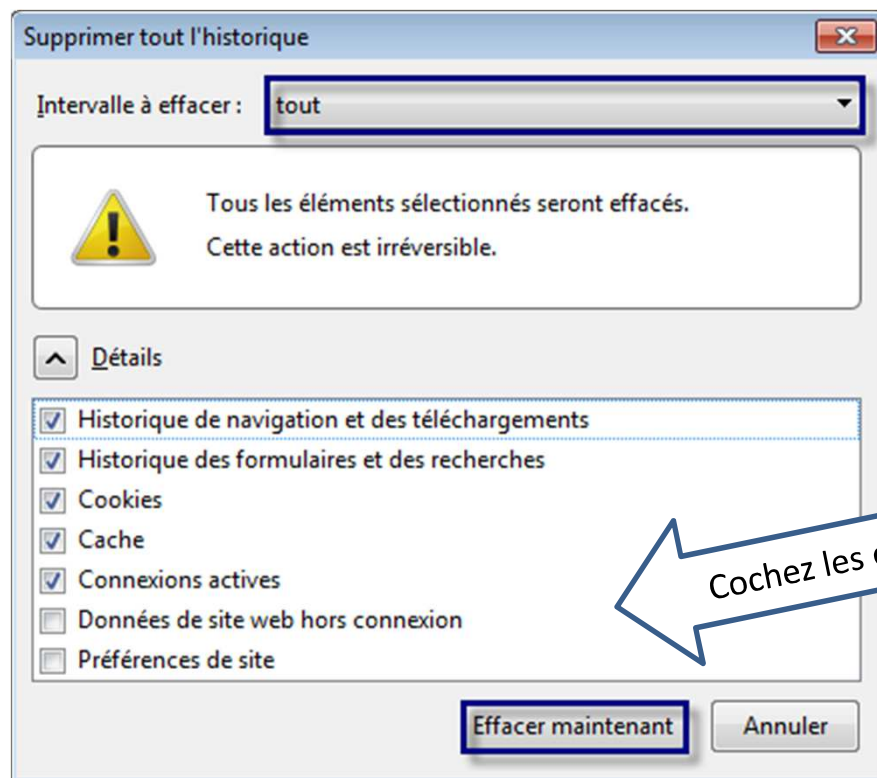 Supprimer tout l'historique
Intervalle à effacer : tout
Tous les éléments sélectionnés seront effacés.
Cette action est irréversible.
Détails
Historique de navigation et des téléchargements
Historique des formulaires et des recherches
Cookies
Cache
Connexions actives
Données de site web hors connexion
Préférences de site
Cochez les
Effacer maintenant Annuler